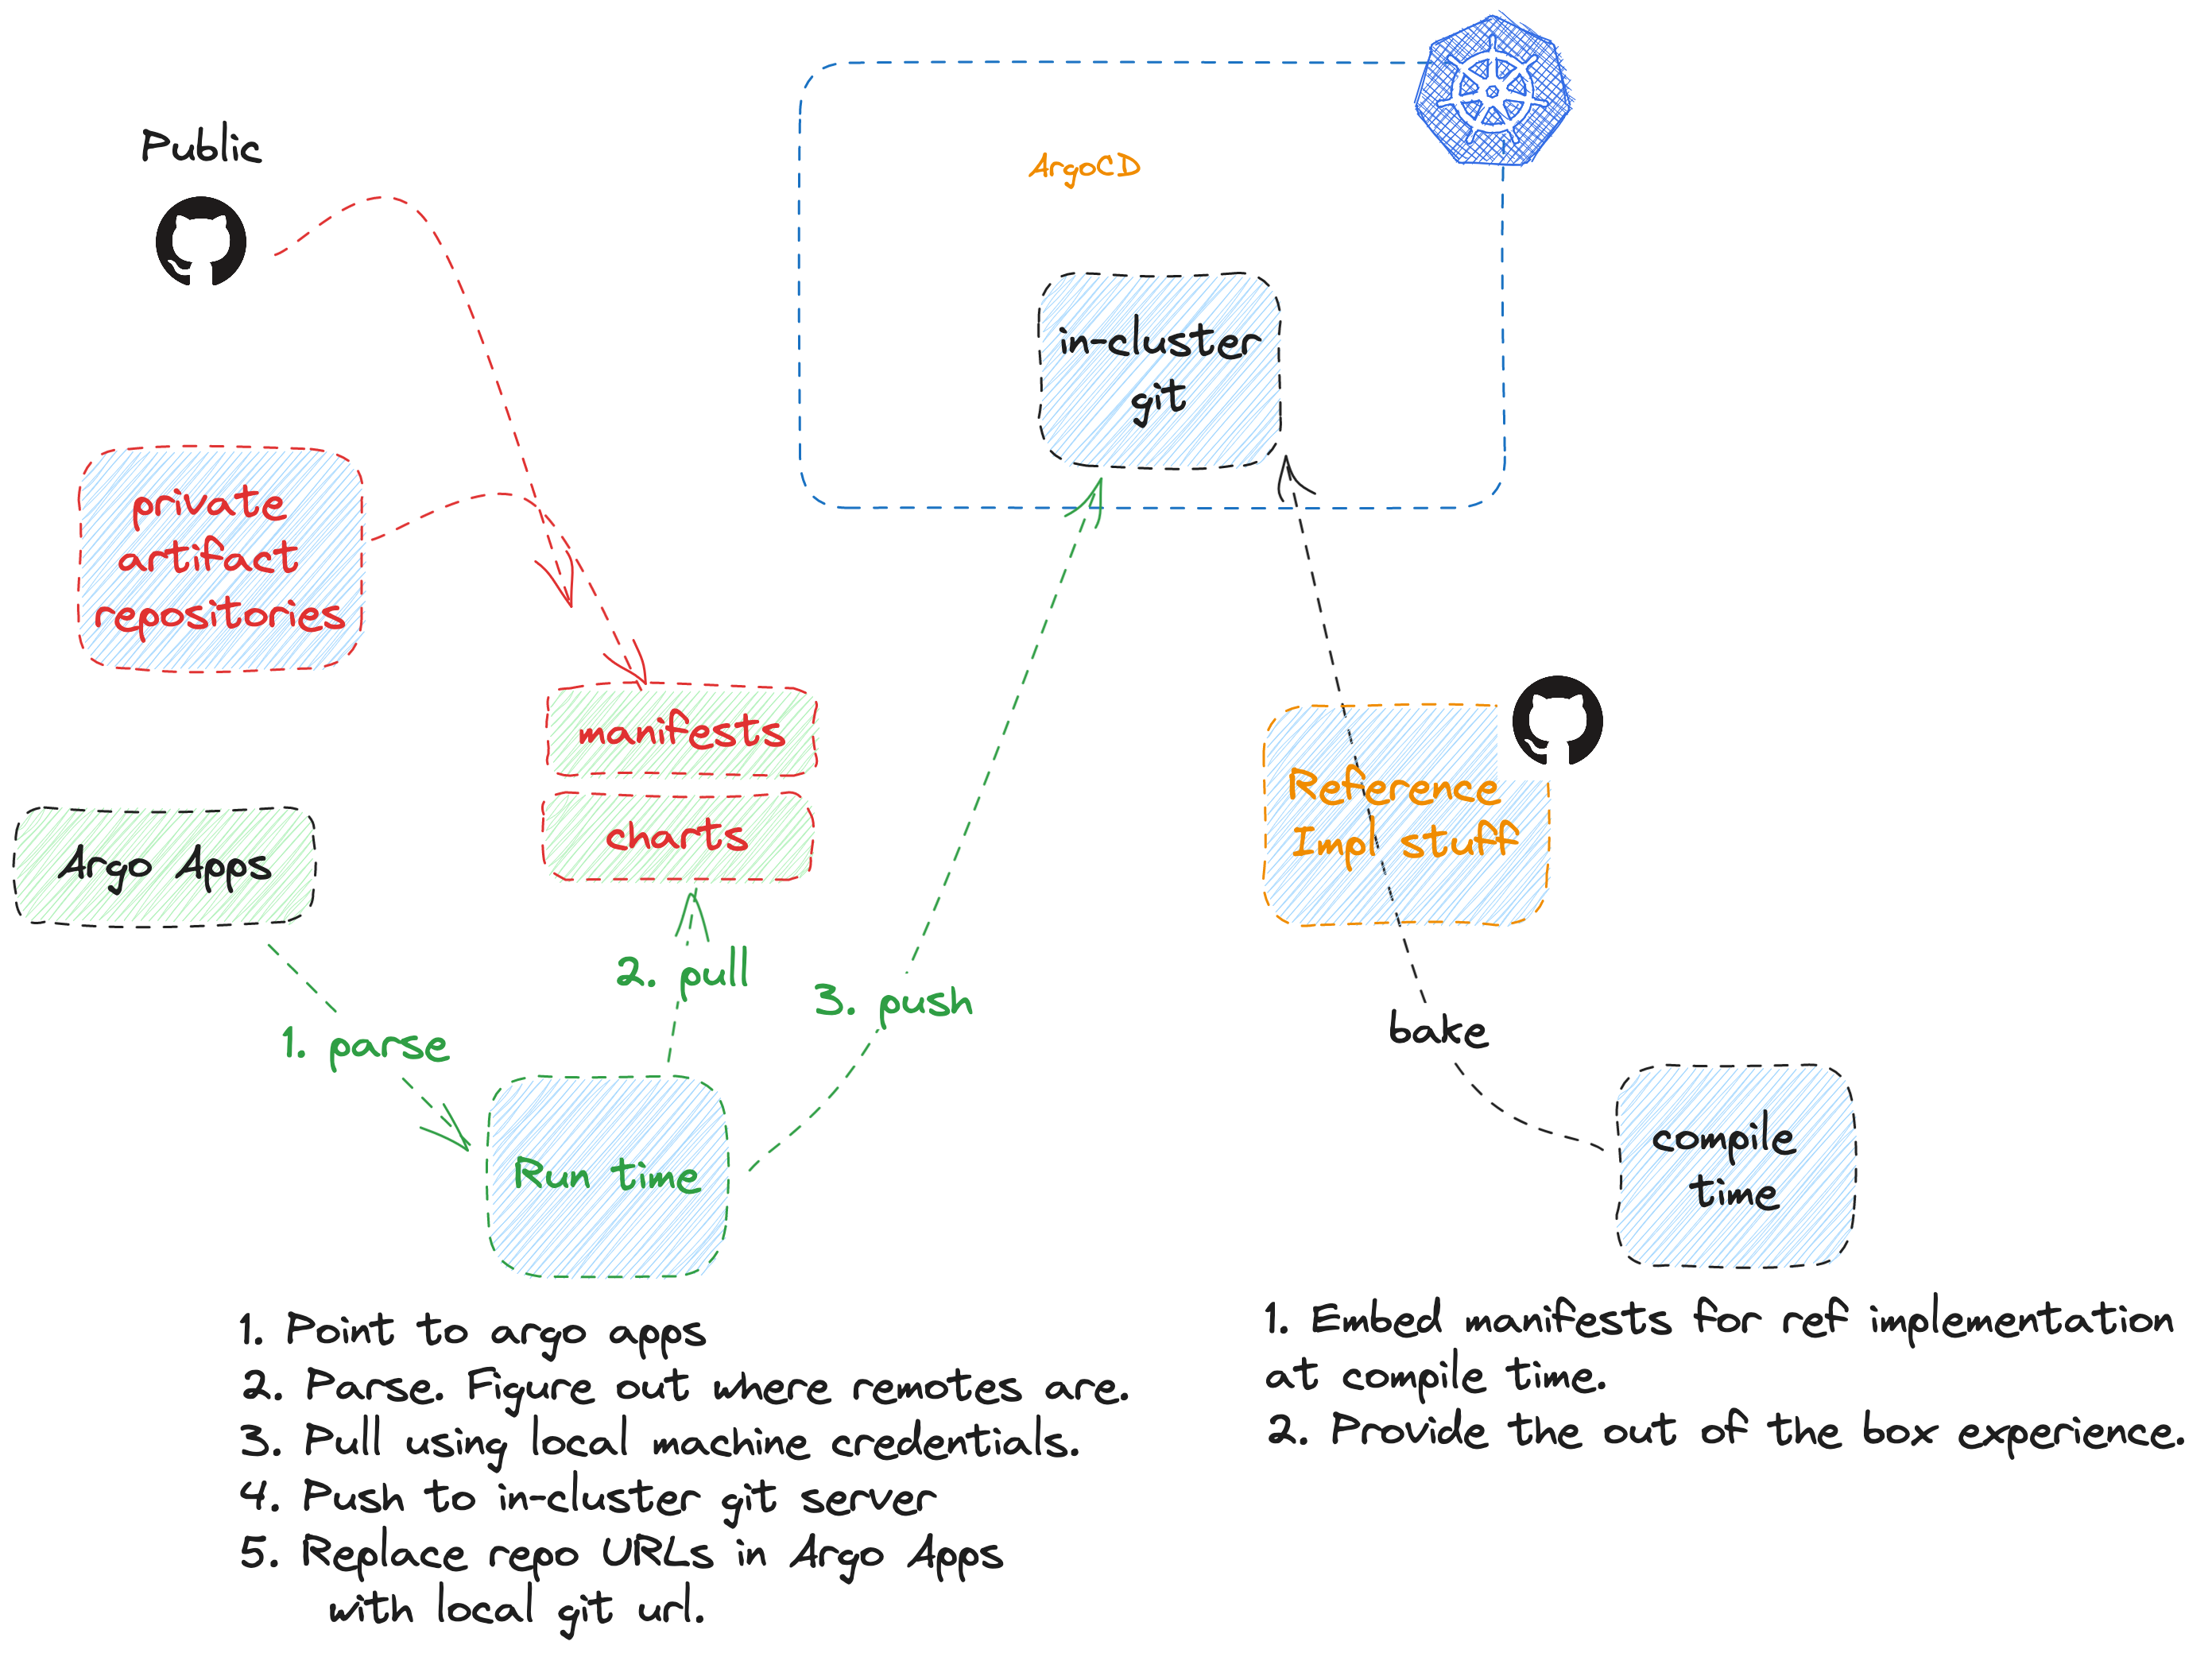 Public
ArgoCD
in-cluster
git
private
artifact
repositories
manifests
charts
Argo Apps
Reference
Impl stuff
2. pull
3. push
1. parse
bake
Run time
compile
time
1. Point to argo apps
2. Parse. Figure out where remotes are.
3. Pull using local machine credentials.
4. Push to in-cluster git server
5. Replace repo URLs in Argo Apps
with local git url.
1. Embed manifests for ref implementation
at compile time.
2. Provide the out of the box experience.